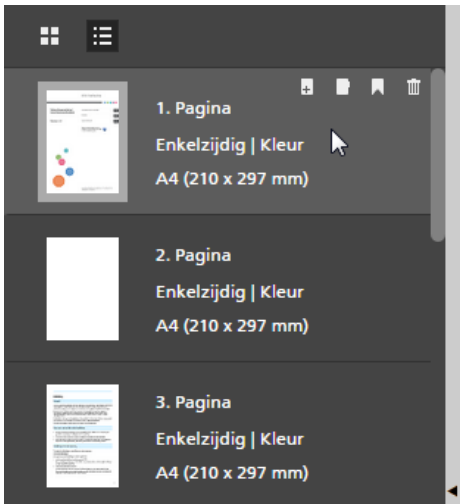 1. Pagina
Enkelzijdig | Kleur
A4 (210 x 297 mm)
2. Pagina
Enkelzijdig | Kleur
A4 (210 x 297 mm)
3. Pagina
Enkelzijdig | Kleur
A4 (210 x 297 mm)